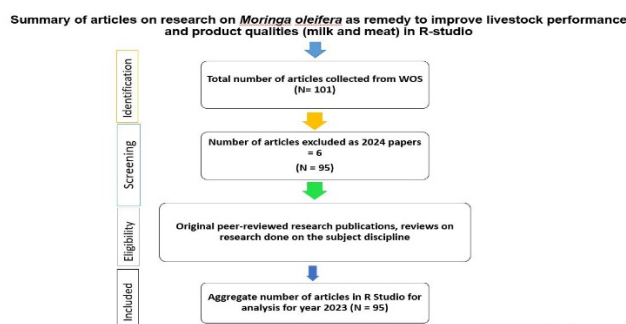 Summary of articles on research on Moringa oleifera as remedy to improve livestock performance
and product qualities (milk and meat) in R-studio
Identification
Total number of articles collected from WOS
(N= 101)
Screening
Number of articles excluded as 2024 papers
= 6
(N = 95)
Eligibility
Original peer-reviewed research publications, reviews on
research done on the subject discipline
Included
Aggregate number of articles in R Studio for
analysis for year 2023 (N = 95)